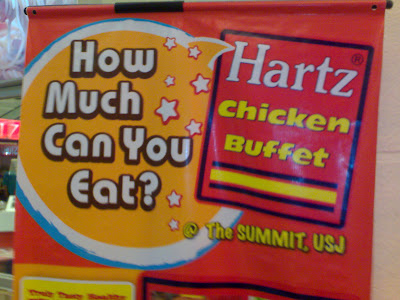 How
Much
Can You
Eat?
Hartz®
Chicken
Buffet
@ The SUMMIT, USJ